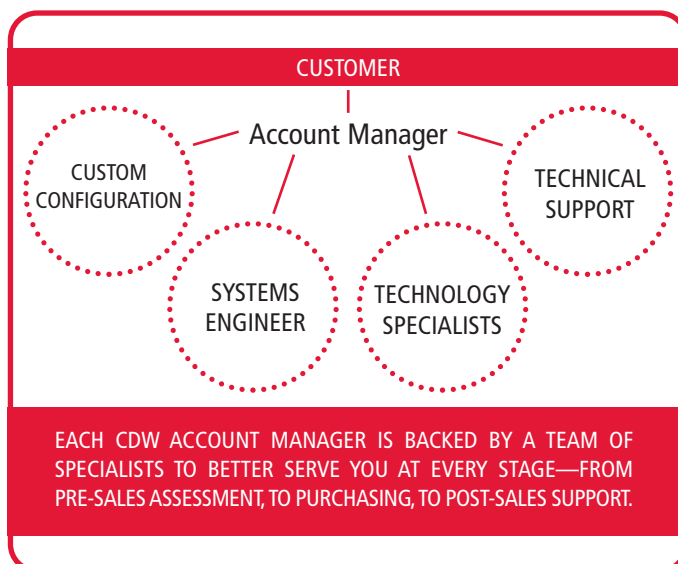 CUSTOMER
Account Manager
CUSTOM
CONFIGURATION
TECHNICAL
SUPPORT
SYSTEMS
ENGINEER
TECHNOLOGY
SPECIALISTS
EACH CDW ACCOUNT MANAGER IS BACKED BY A TEAM OF
SPECIALISTS TO BETTER SERVE YOU AT EVERY STAGE—FROM
PRE-SALES ASSESSMENT, TO PURCHASING, TO POST-SALES SUPPORT.